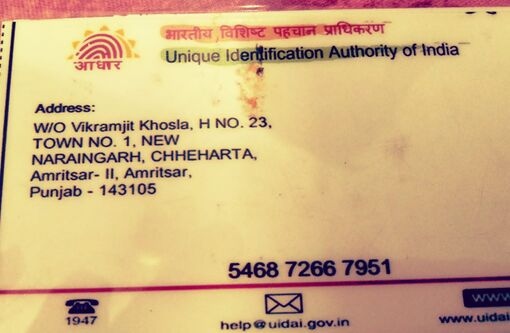 भारतीय विशिष्ट पहचान प्राधिकरण
Unique Identification Authority of India
आधार
Address:
W/O Vikramjit Khosla, H NO. 23,
TOWN NO. 1, NEW
NARAINGARH, CHHEHARTA,
Amritsar- II, Amritsar,
Punjab - 143105
5468 7266 7951
1947
help@uidai.gov.in
www
www.uidai